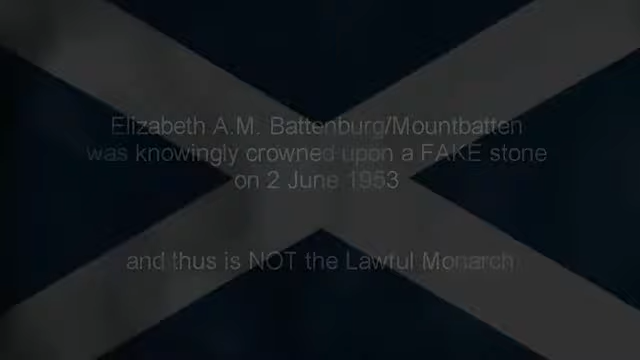 Elizabeth A.M. Battenburg/Mountbatten
was knowingly crowned upon a FAKE stone
on 2 June 1953
and thus is NOT the Lawful Monarch